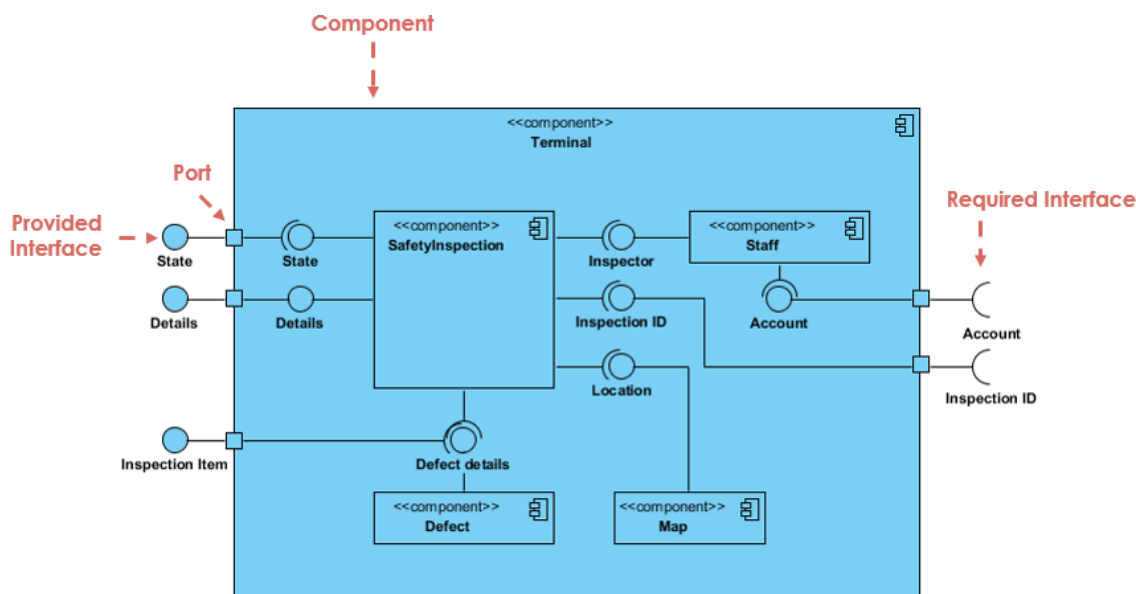 Component
<<component>>
Terminal
Port
Provided
Interface
Required Interface
<<component>>
SafetyInspection
<<component>>
Staff
State
State
Inspector
Details
Details
Inspection ID
Account
Account
Location
Inspection ID
Inspection Item
Defect details
<<component>>
Defect
<<component>>
Map